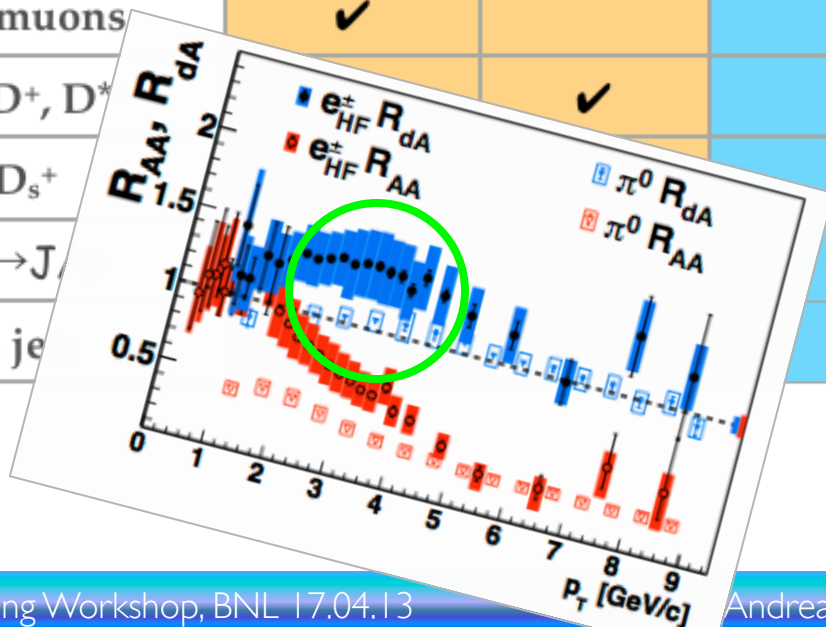 muons ✔
D⁺, D* ✔
Dₛ⁺
→J/ψ
je
R_AA, R_dA
e^±_HF R_dA
e^±_HF R_AA
π⁰ R_dA
π⁰ R_AA
2
1.5
1
0.5
0 1 2 3 4 5 6 7 8 9
p_T [GeV/c]
ng Workshop, BNL 17.04.13 Andrea